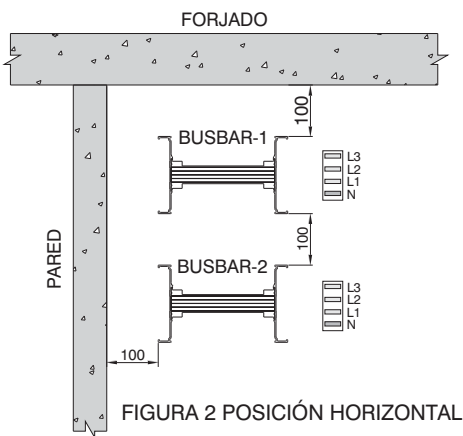 FORJADO
100
BUSBAR-1
L3
L2
L1
N
PARED
100
BUSBAR-2
L3
L2
L1
N
100
FIGURA 2 POSICIÓN HORIZONTAL